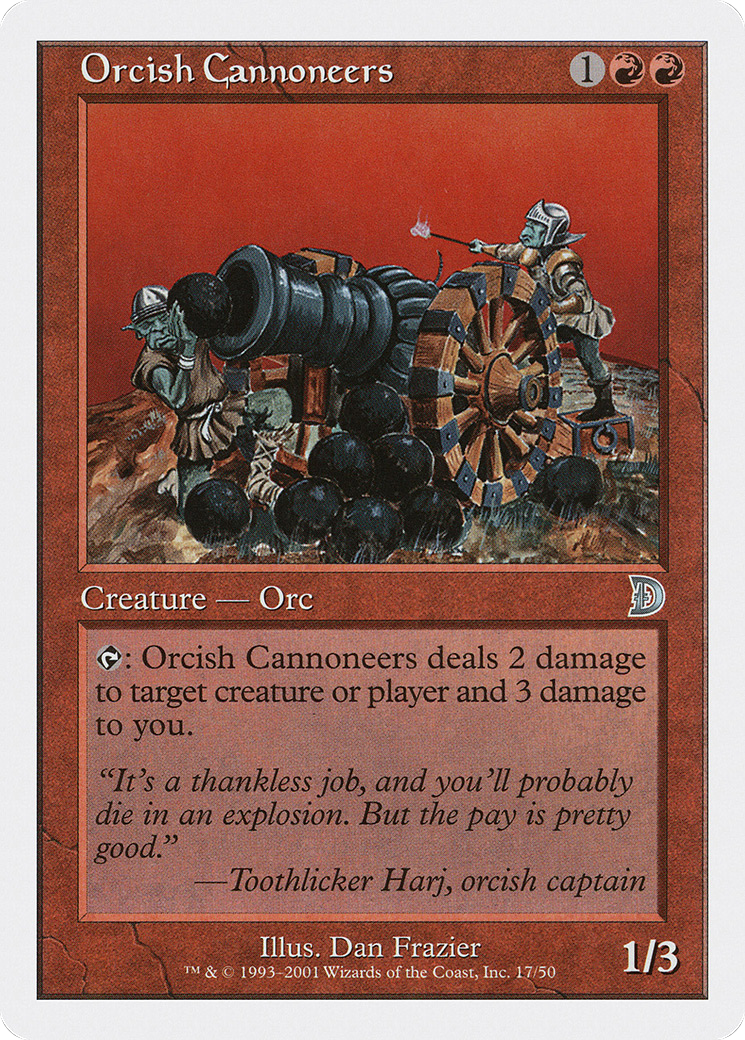 Orcish Cannoneers 1
Creature — Orc
: Orcish Cannoneers deals 2 damage
to target creature or player and 3 damage
to you.
“It’s a thankless job, and you’ll probably
die in an explosion. But the pay is pretty
good.”
—Toothlicker Harj, orcish captain
Illus. Dan Frazier
™ & © 1993–2001 Wizards of the Coast, Inc. 17/50
1/3